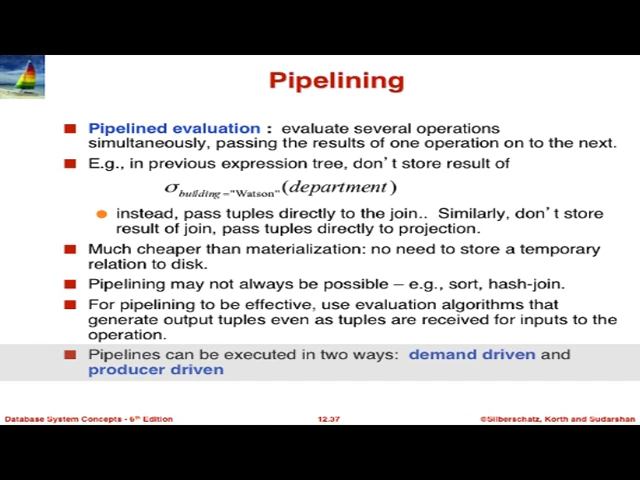 Pipelining
Pipelined evaluation : evaluate several operations
simultaneously, passing the results of one operation on to the next.
E.g., in previous expression tree, don't store result of
σbuilding="Watson"(department)
instead, pass tuples directly to the join.. Similarly, don't store
result of join, pass tuples directly to projection.
Much cheaper than materialization: no need to store a temporary
relation to disk.
Pipelining may not always be possible – e.g., sort, hash-join.
For pipelining to be effective, use evaluation algorithms that
generate output tuples even as tuples are received for inputs to the
operation.
Pipelines can be executed in two ways: demand driven and
producer driven
Database System Concepts - 6th Edition 12.37 ©Silberschatz, Korth and Sudarshan